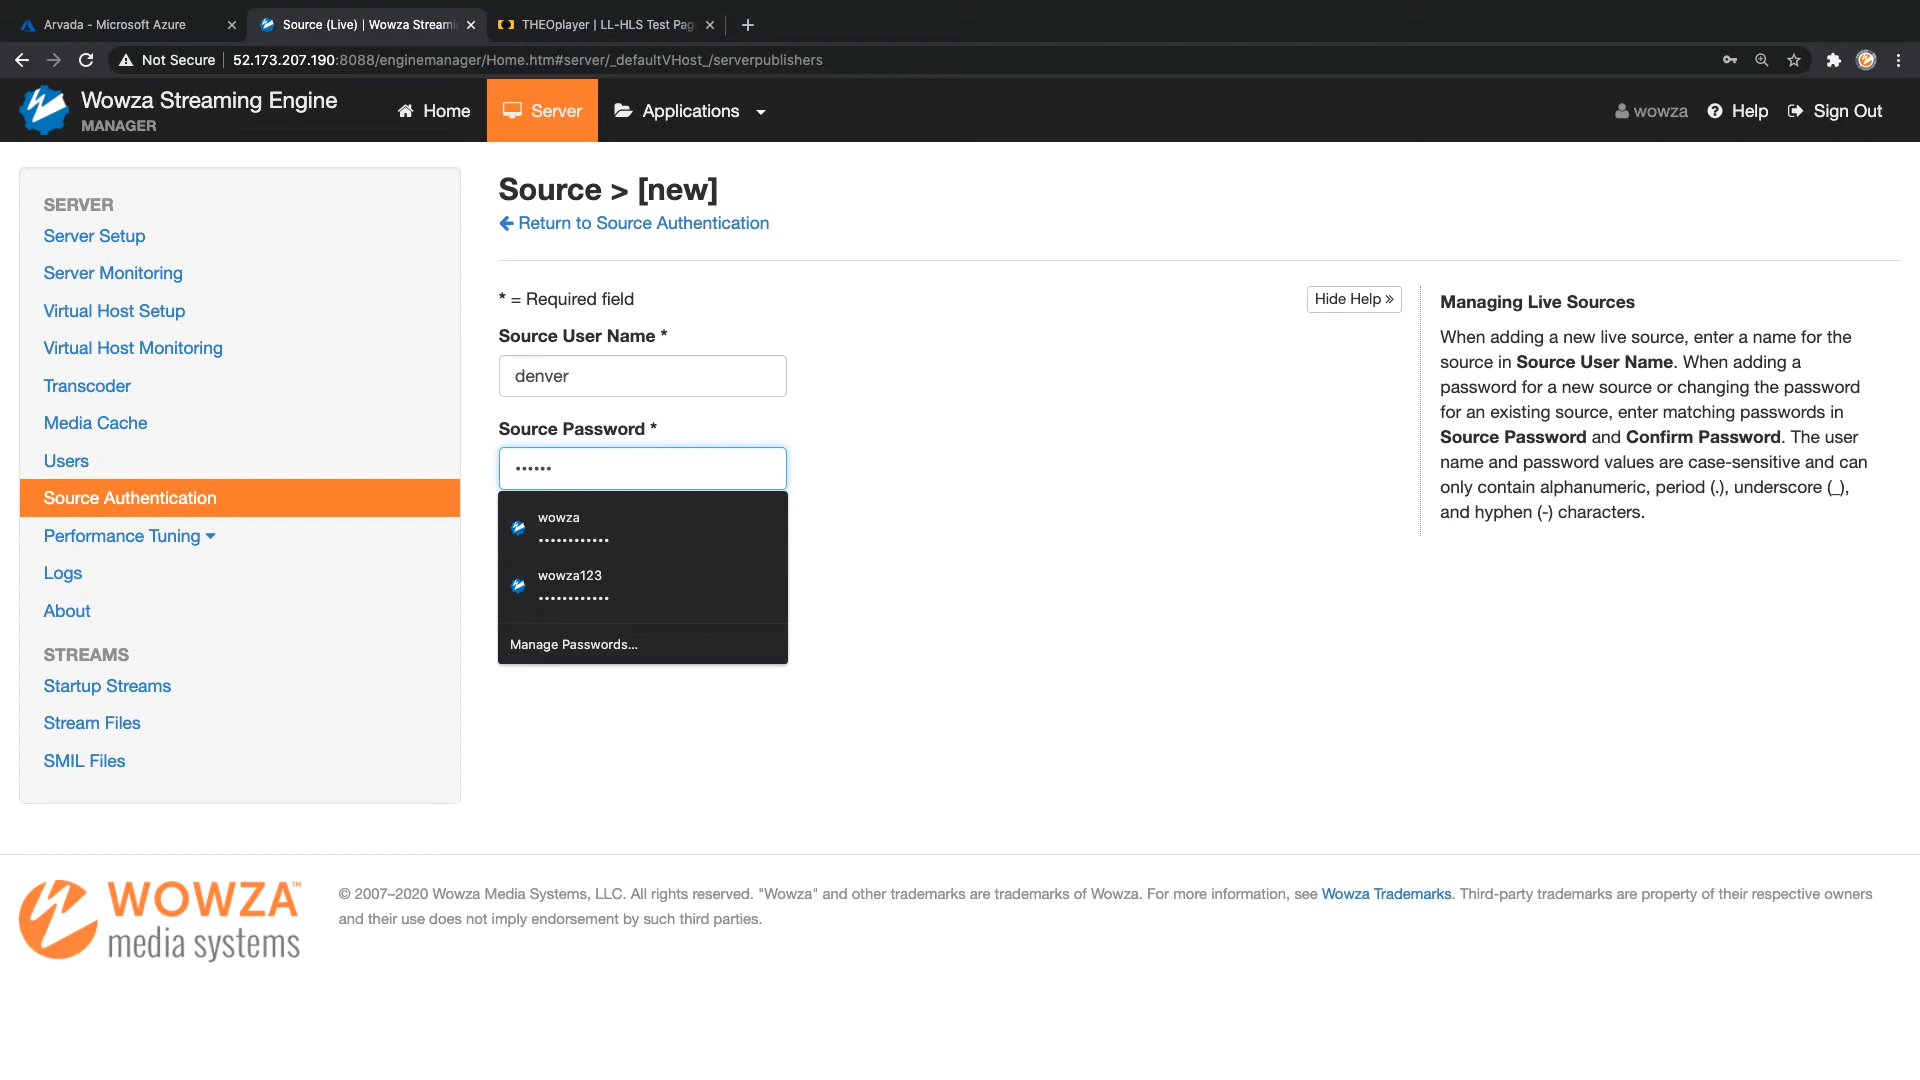 Arvada - Microsoft Azure
Source (Live) | Wowza Streami
THEOplayer | LL-HLS Test Pag
Not Secure
52.173.207.190:8088/enginemanager/Home.htm#server/_defaultVHost_/serverpublishers
Wowza Streaming Engine
MANAGER
Home
Server
Applications
wowza
Help
Sign Out
SERVER
Server Setup
Server Monitoring
Virtual Host Setup
Virtual Host Monitoring
Transcoder
Media Cache
Users
Source Authentication
Performance Tuning
Logs
About
STREAMS
Startup Streams
Stream Files
SMIL Files
Source > [new]
Return to Source Authentication
* = Required field
Source User Name *
denver
Source Password *
••••••
wowza
••••••••••••
wowza123
••••••••••••
Manage Passwords...
Hide Help »
Managing Live Sources
When adding a new live source, enter a name for the
source in Source User Name. When adding a
password for a new source or changing the password
for an existing source, enter matching passwords in
Source Password and Confirm Password. The user
name and password values are case-sensitive and can
only contain alphanumeric, period (.), underscore (_),
and hyphen (-) characters.
WOWZA™
media systems
© 2007–2020 Wowza Media Systems, LLC. All rights reserved. "Wowza" and other trademarks are trademarks of Wowza. For more information, see Wowza Trademarks. Third-party trademarks are property of their respective owners
and their use does not imply endorsement by such third parties.